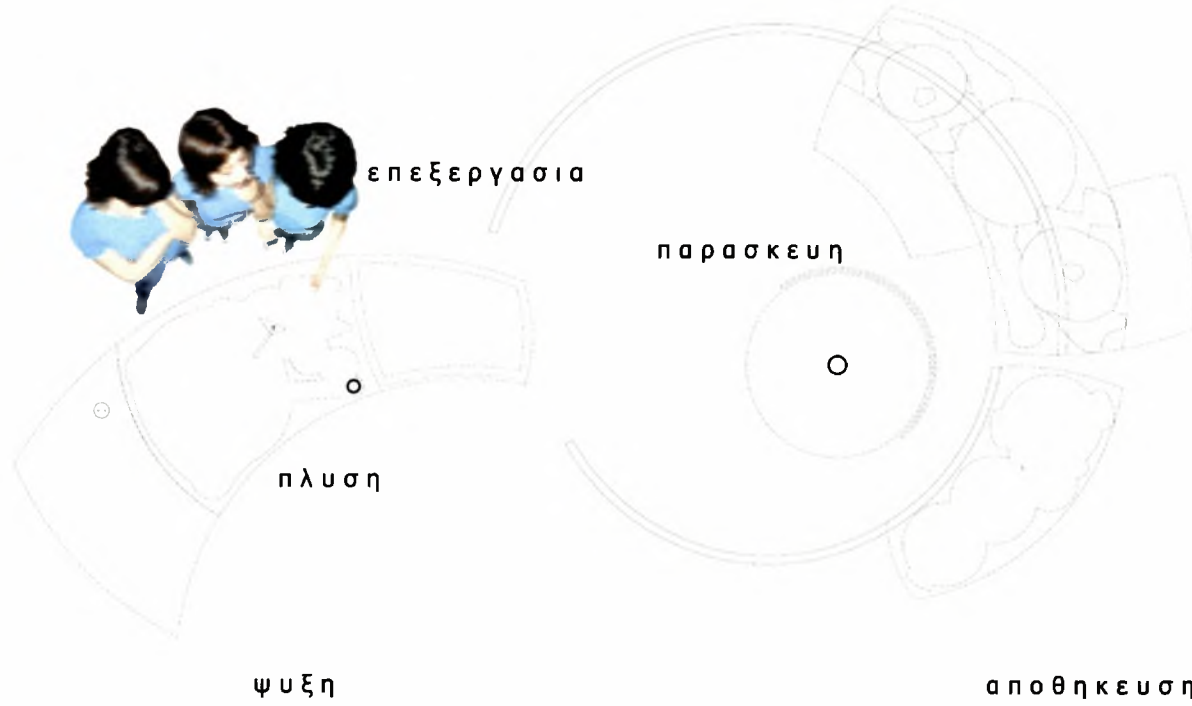 επεξεργασια
παρασκευη
πλυση
ψυξη
αποθηκευση